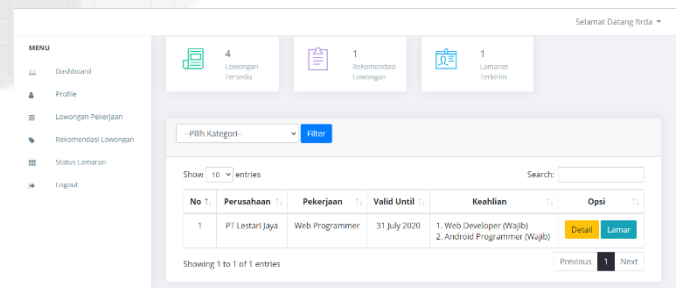 Selamat Datang firda
MENU
Dashboard
Profile
Lowongan Pekerjaan
Rekomendasi Lowongan
Status Lamaran
Logout
4
Lowongan
Tersedia
1
Rekomendasi
Lowongan
1
Lamaran
Terkirim
--Pilih Kategori--
Filter
Show 10 entries
Search:
No Perusahaan Pekerjaan Valid Until Keahlian Opsi
1 PT Lestari Jaya Web Programmer 31 July 2020 1. Web Developer (Wajib)
2. Android Programmer (Wajib)
Detail Lamar
Showing 1 to 1 of 1 entries
Previous 1 Next